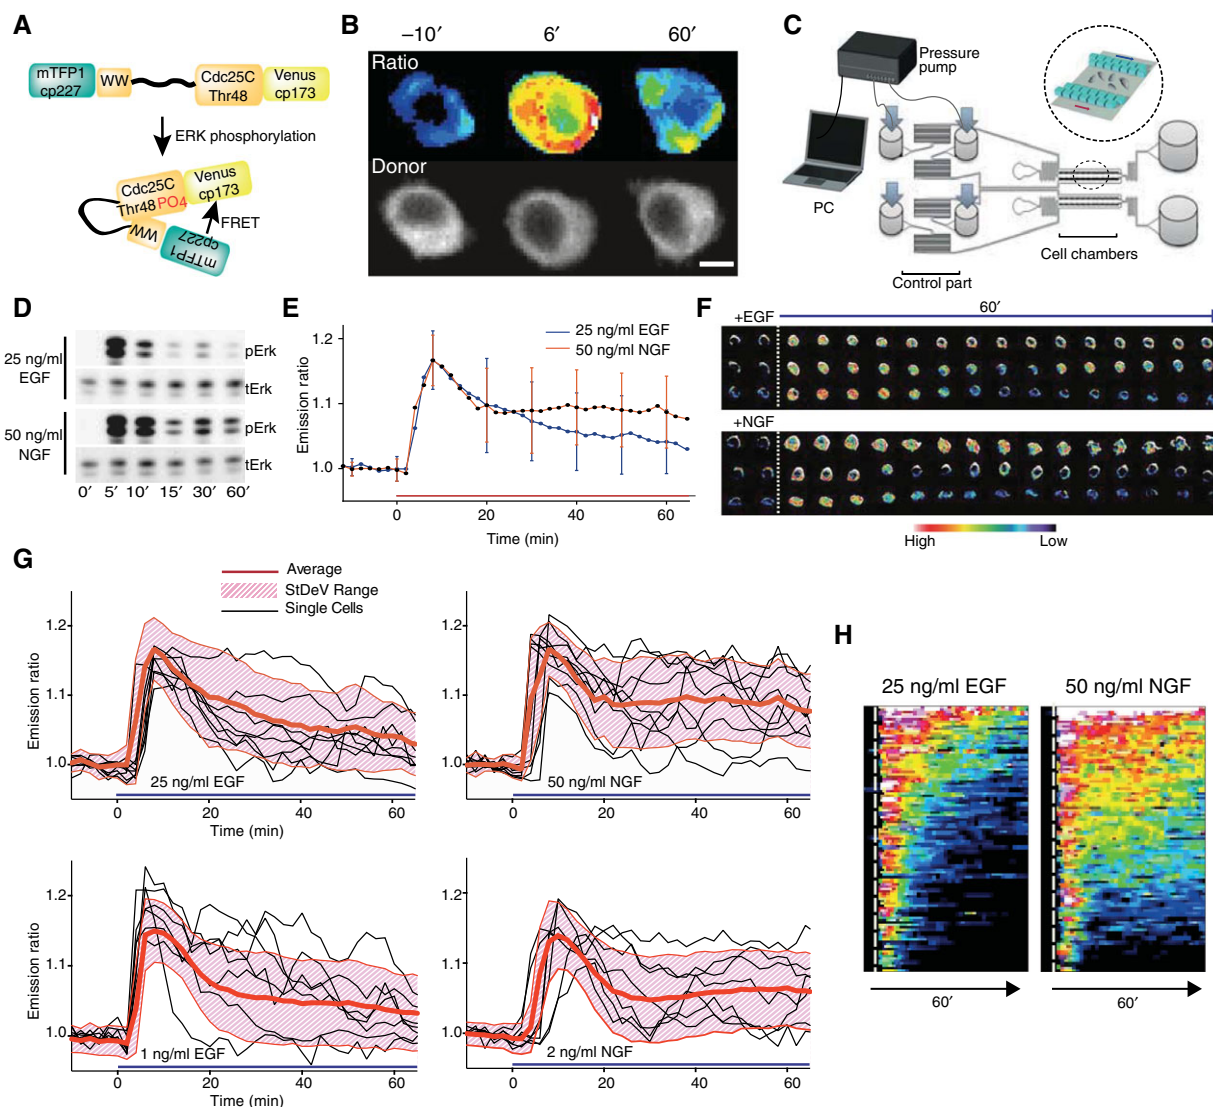 A
mTFP1
cp227
WW
Cdc25C
Thr48
Venus
cp173
ERK phosphorylation
Cdc25C
Thr48PO4
Venus
cp173
WW
mTFP1
cp227
FRET
B
–10′ 6′ 60′
Ratio
Donor
C
Pressure
pump
PC
Cell chambers
Control part
D
25 ng/ml
EGF
pErk
tErk
50 ng/ml
NGF
pErk
tErk
0′ 5′ 10′ 15′ 30′ 60′
E
25 ng/ml EGF
50 ng/ml NGF
Emission ratio
1.2
1.1
1.0
0 20 40 60
Time (min)
F
60′
+EGF
+NGF
High Low
G
Average
StDeV Range
Single Cells
Emission ratio
1.2
1.1
1.0
25 ng/ml EGF
0 20 40 60
Time (min)
1.2
1.1
1.0
50 ng/ml NGF
0 20 40 60
Time (min)
Emission ratio
1.2
1.1
1.0
1 ng/ml EGF
0 20 40 60
Time (min)
Emission ratio
1.2
1.1
1.0
2 ng/ml NGF
0 20 40 60
Time (min)
H
25 ng/ml EGF 50 ng/ml NGF
60′ 60′